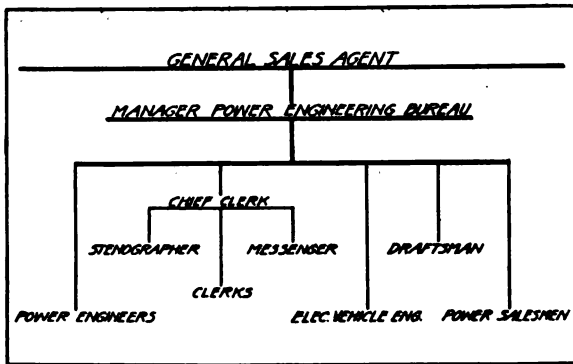 GENERAL SALES AGENT
MANAGER POWER ENGINEERING BUREAU
CHIEF CLERK
STENOGRAPHER MESSENGER DRAFTSMAN
CLERKS
POWER ENGINEERS ELEC. VEHICLE ENG. POWER SALESMEN